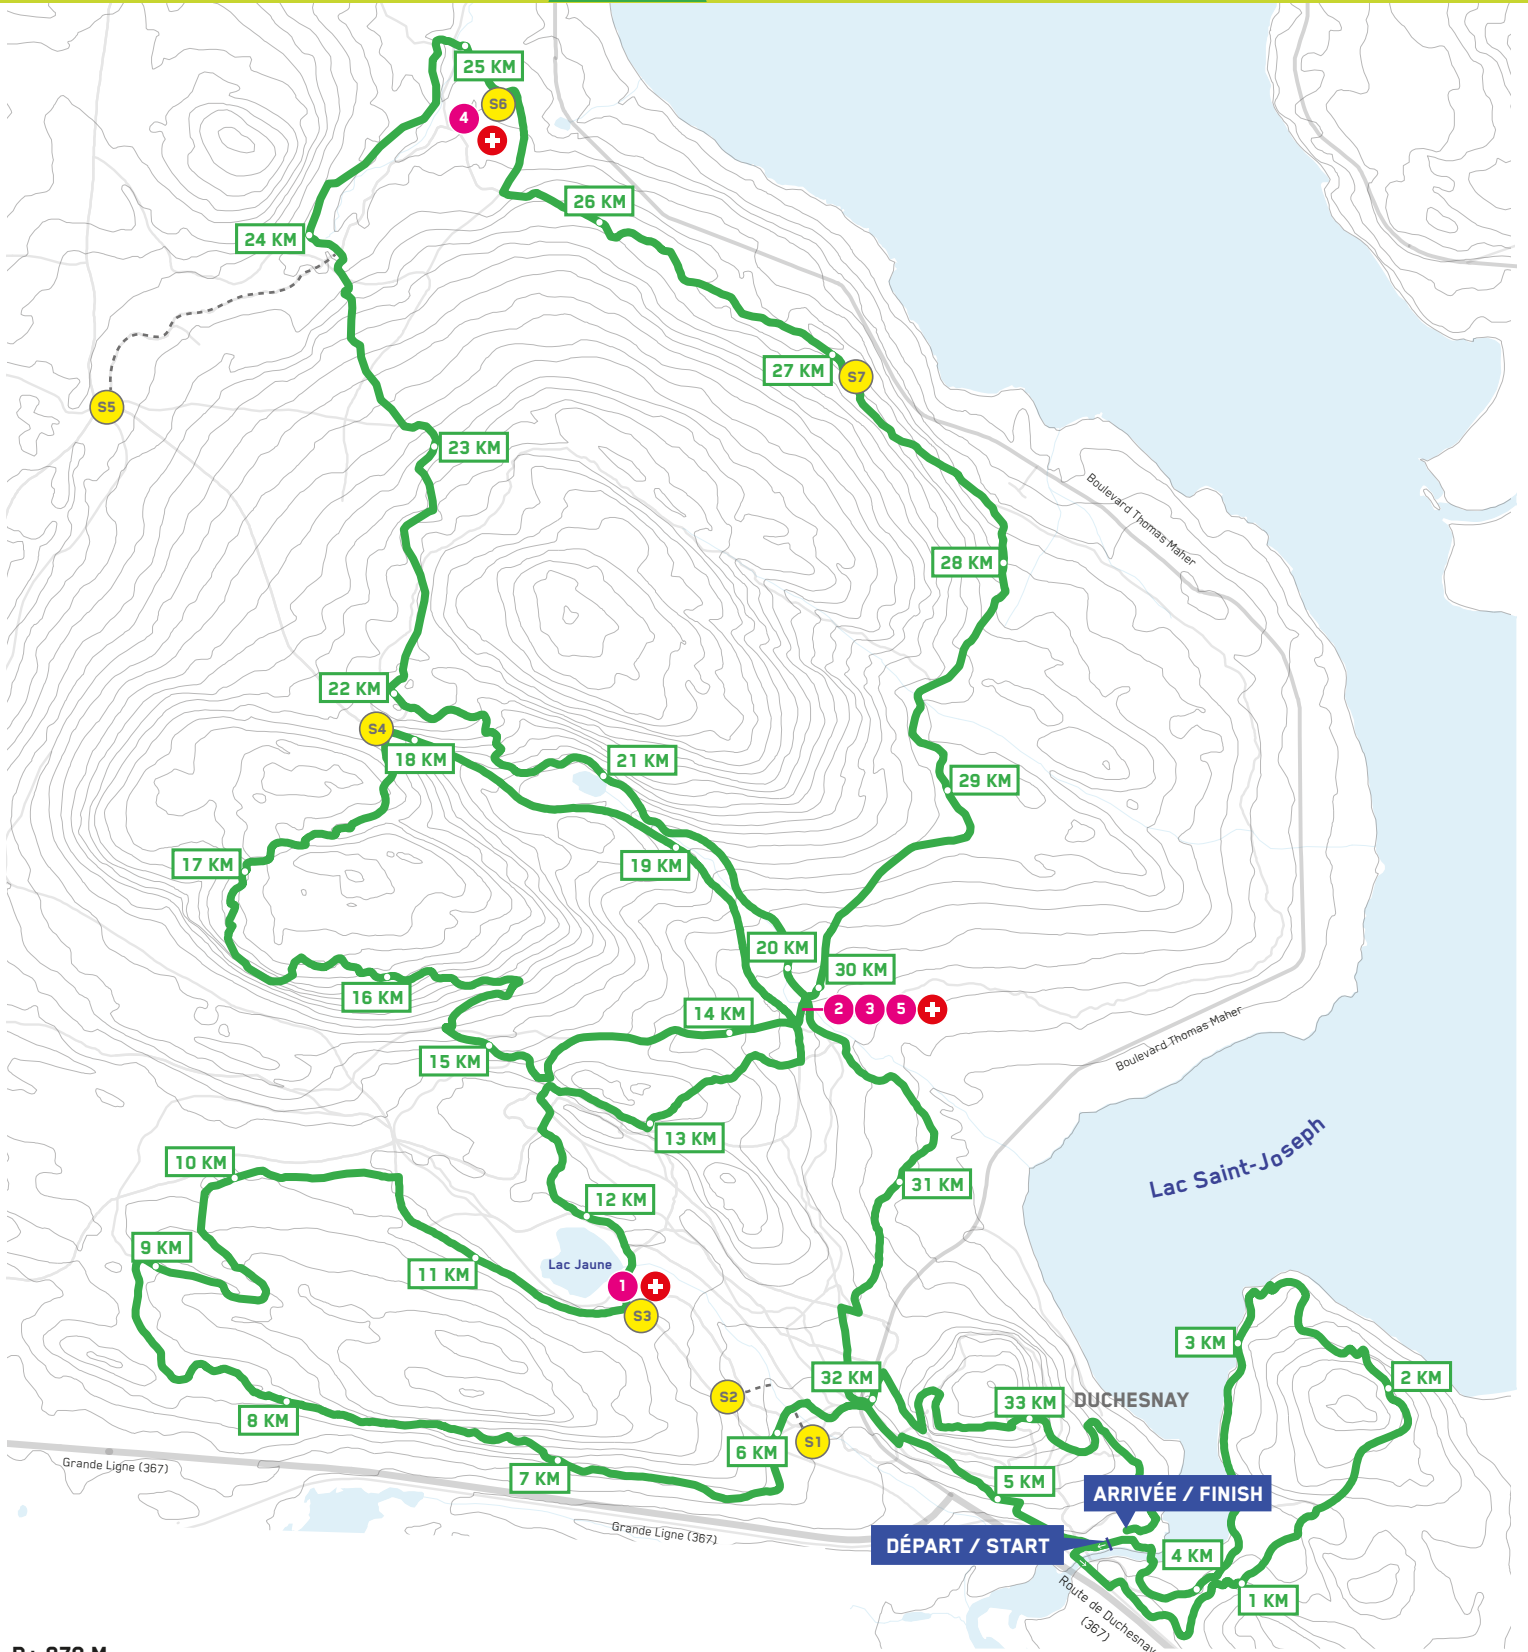 25 KM
S6
4
26 KM
24 KM
27 KM
S7
S5
23 KM
Boulevard Thomas Maher
28 KM
22 KM
S4
18 KM
21 KM
29 KM
17 KM
19 KM
20 KM
30 KM
16 KM
2 3 5
14 KM
Boulevard Thomas Maher
15 KM
13 KM
Lac Saint-Joseph
10 KM
31 KM
12 KM
9 KM
Lac Jaune
11 KM
1
S3
3 KM
32 KM
2 KM
S2
33 KM
DUCHESNAY
8 KM
S1
6 KM
Grande Ligne (367)
7 KM
5 KM
ARRIVÉE / FINISH
Grande Ligne (367)
DÉPART / START
4 KM
1 KM
Route de Duchesnay
(367)